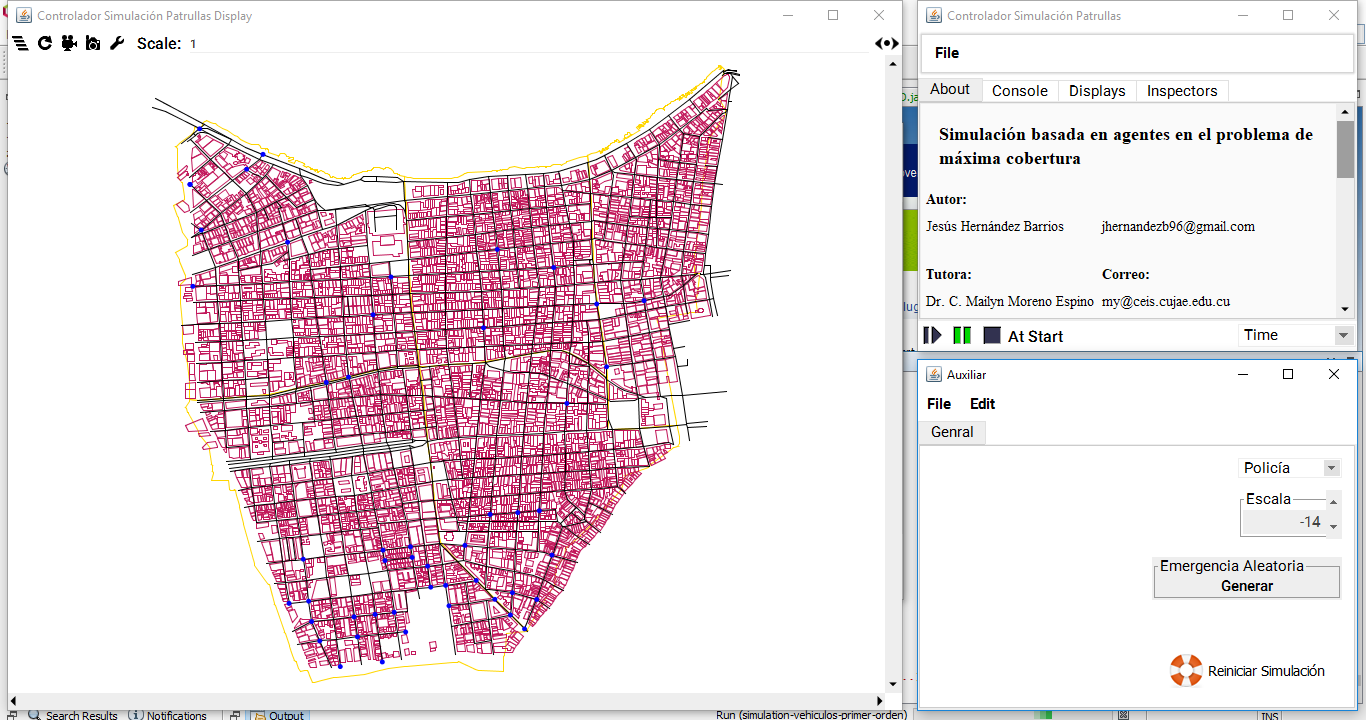 Controlador Simulación Patrullas Display
Scale: 1
Controlador Simulación Patrullas
File
About Console Displays Inspectors
Simulación basada en agentes en el problema de
máxima cobertura
Autor:
Jesús Hernández Barrios jhernandezb96@gmail.com
Tutora: Correo:
Dr. C. Mailyn Moreno Espino my@ceis.cujae.edu.cu
At Start Time
Auxiliar
File Edit
Genral
Policía
Escala
-14
Emergencia Aleatoria
Generar
Reiniciar Simulación
Search Results Notifications Output Run (simulation-vehiculos-primer-orden) INS